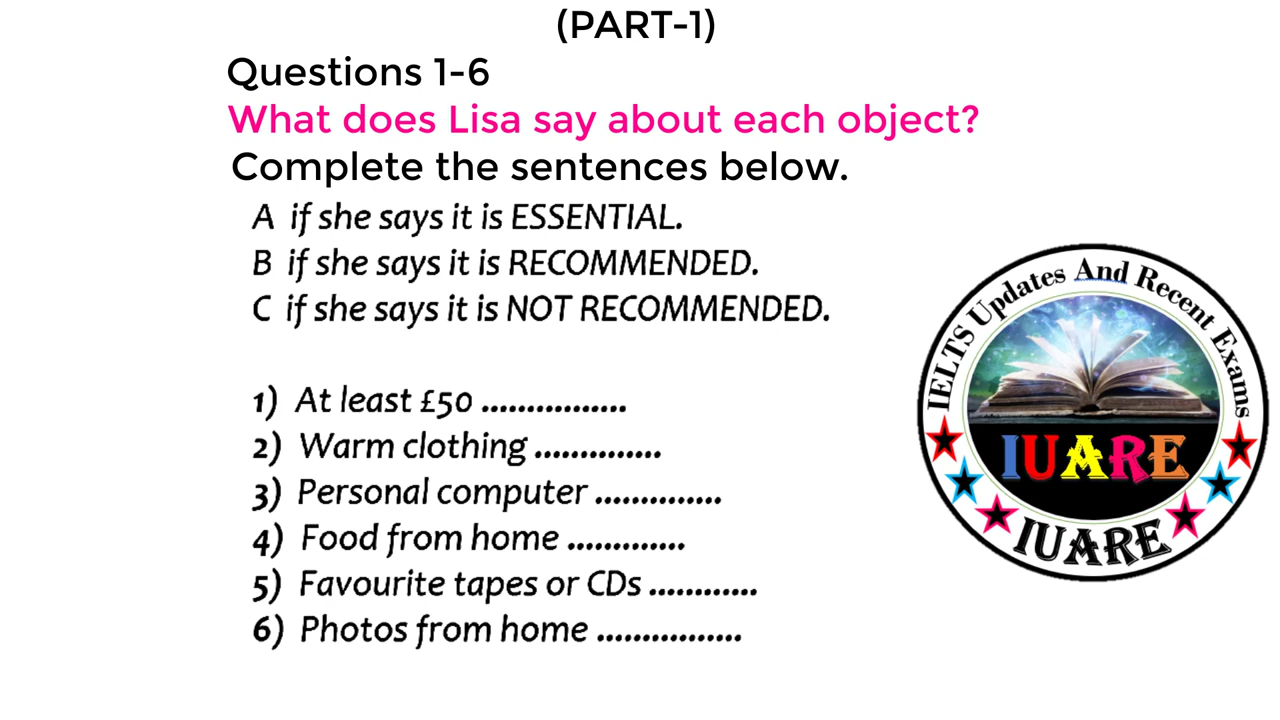 (PART-1)
Questions 1-6
What does Lisa say about each object?
Complete the sentences below.
A if she says it is ESSENTIAL.
B if she says it is RECOMMENDED.
C if she says it is NOT RECOMMENDED.
1) At least £50 ................
2) Warm clothing ..............
3) Personal computer ..............
4) Food from home .............
5) Favourite tapes or CDs ............
6) Photos from home ................
IELTS Updates And Recent Exams
IUARE
IUARE